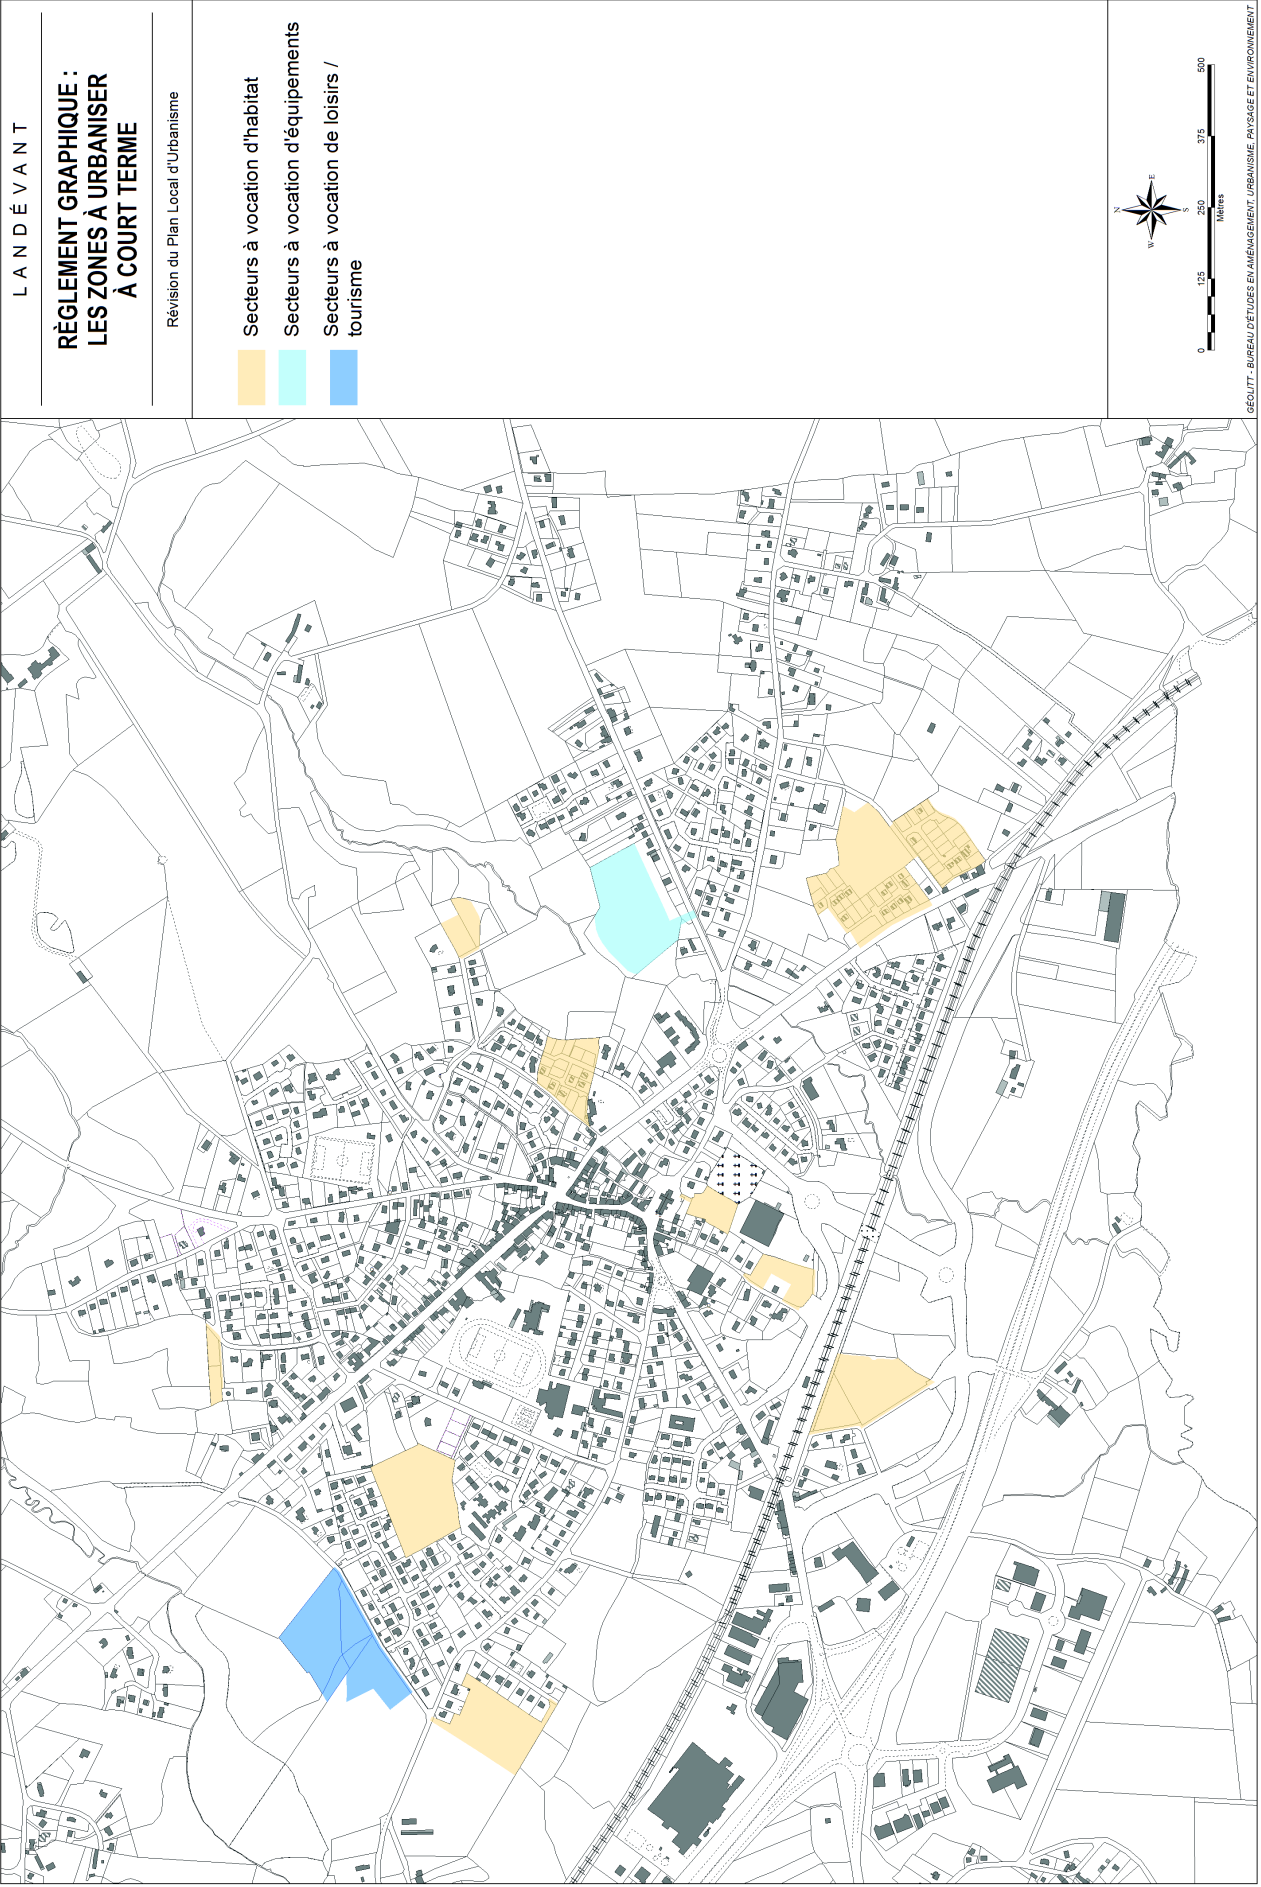 LANDÉVANT
RÈGLEMENT GRAPHIQUE :
LES ZONES À URBANISER
À COURT TERME
Révision du Plan Local d'Urbanisme
Secteurs à vocation d'habitat
Secteurs à vocation d'équipements
Secteurs à vocation de loisirs /
tourisme
N
W E
S
0 125 250 375 500
Mètres
GÉOLITT - BUREAU D'ÉTUDES EN AMÉNAGEMENT, URBANISME, PAYSAGE ET ENVIRONNEMENT